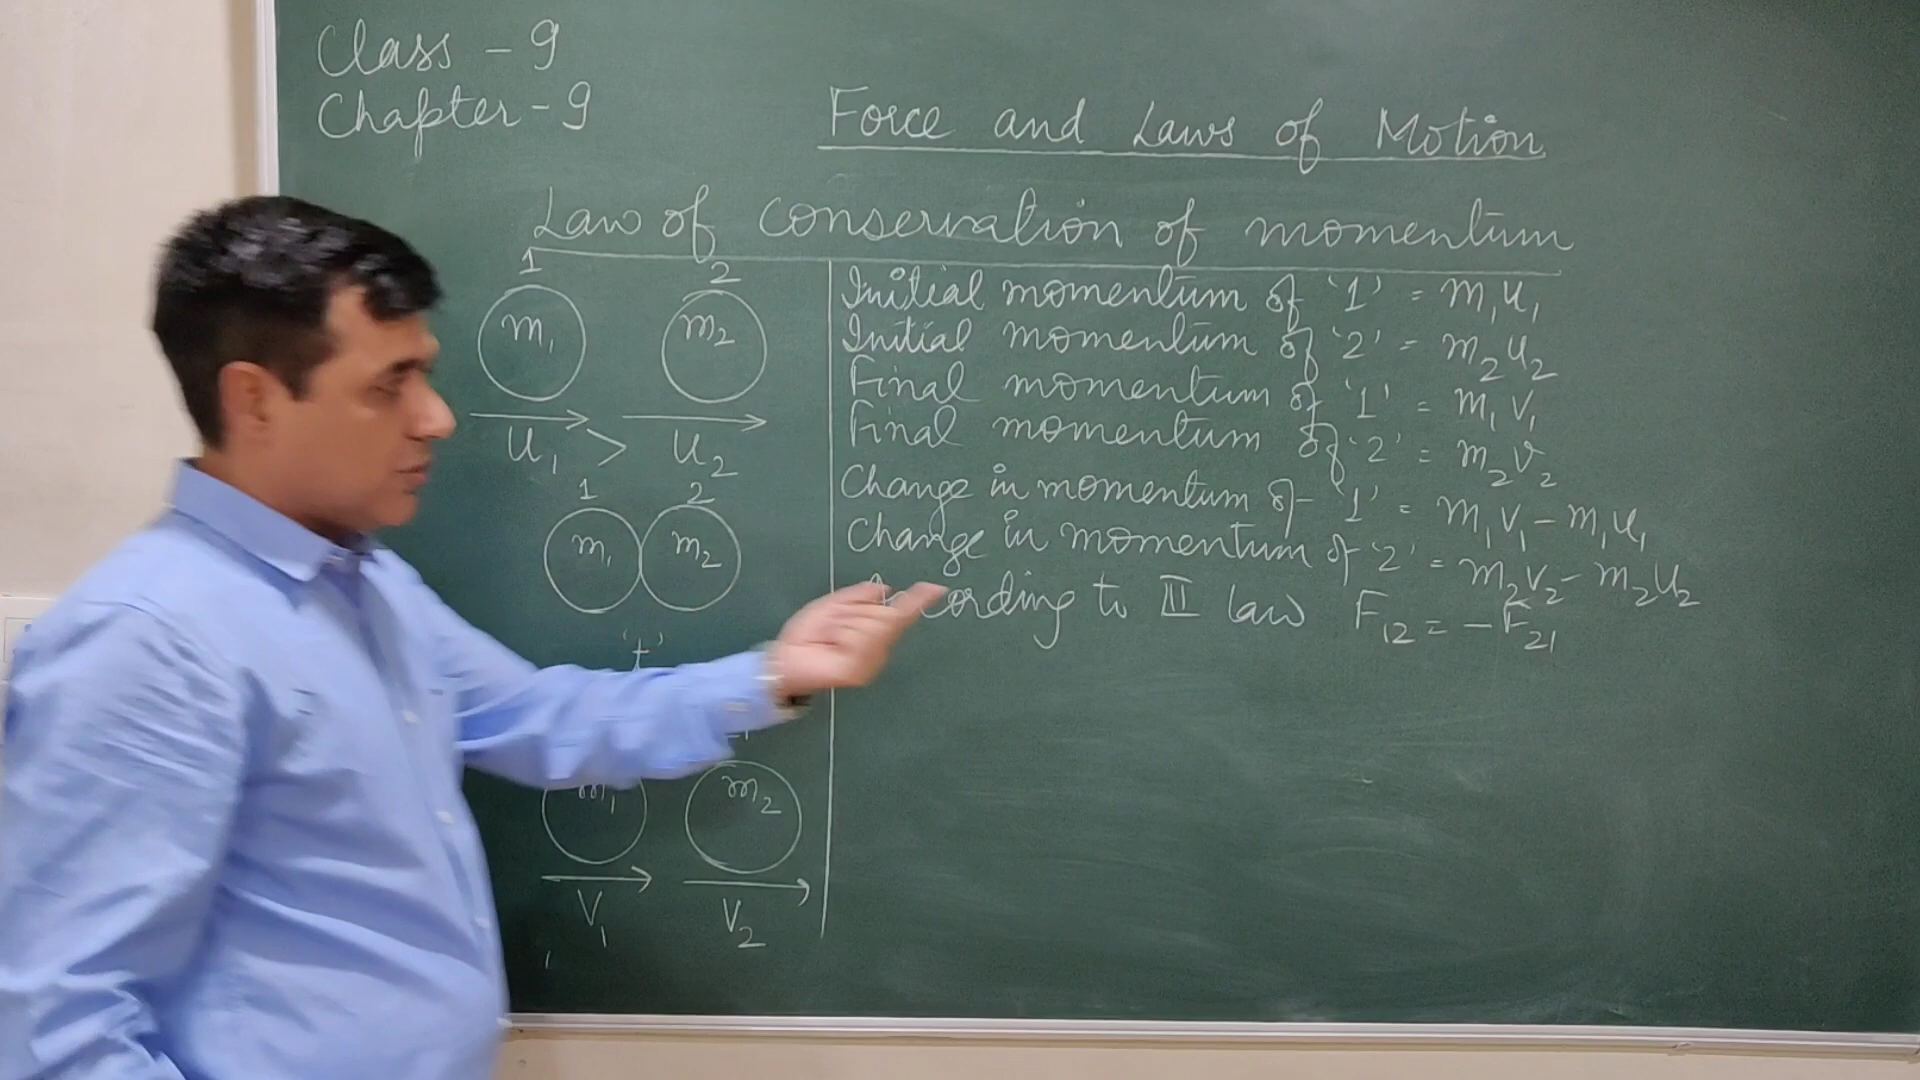 Class - 9
Chapter - 9
Force and Laws of Motion
Law of conservation of momentum
1 2
m₁ m₂
U₁ > U₂
1 2
m₁ m₂
't'
m₁ m₂
V₁ V₂
Initial momentum of '1' = m₁u₁
Initial momentum of '2' = m₂u₂
Final momentum of '1' = m₁v₁
Final momentum of '2' = m₂v₂
Change in momentum of '1' = m₁v₁ - m₁u₁
Change in momentum of '2' = m₂v₂ - m₂u₂
According to III law F₁₂ = -F₂₁